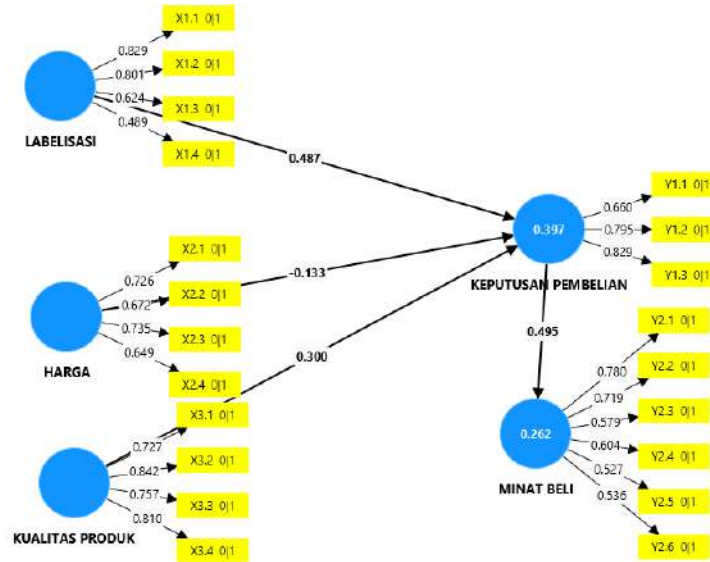 X1.1 0|1
0.829
X1.2 0|1
0.801
0.624
X1.3 0|1
0.489
X1.4 0|1
LABELISASI
0.487
X2.1 0|1
0.726
X2.2 0|1
0.672
-0.133
0.735
X2.3 0|1
0.649
X2.4 0|1
HARGA
0.300
X3.1 0|1
0.727
X3.2 0|1
0.842
0.757
X3.3 0|1
0.810
X3.4 0|1
KUALITAS PRODUK
0.397
KEPUTUSAN PEMBELIAN
Y1.1 0|1
0.660
0.795
Y1.2 0|1
0.829
Y1.3 0|1
0.495
0.262
MINAT BELI
Y2.1 0|1
0.780
Y2.2 0|1
0.719
0.579
Y2.3 0|1
0.604
Y2.4 0|1
0.527
Y2.5 0|1
0.536
Y2.6 0|1